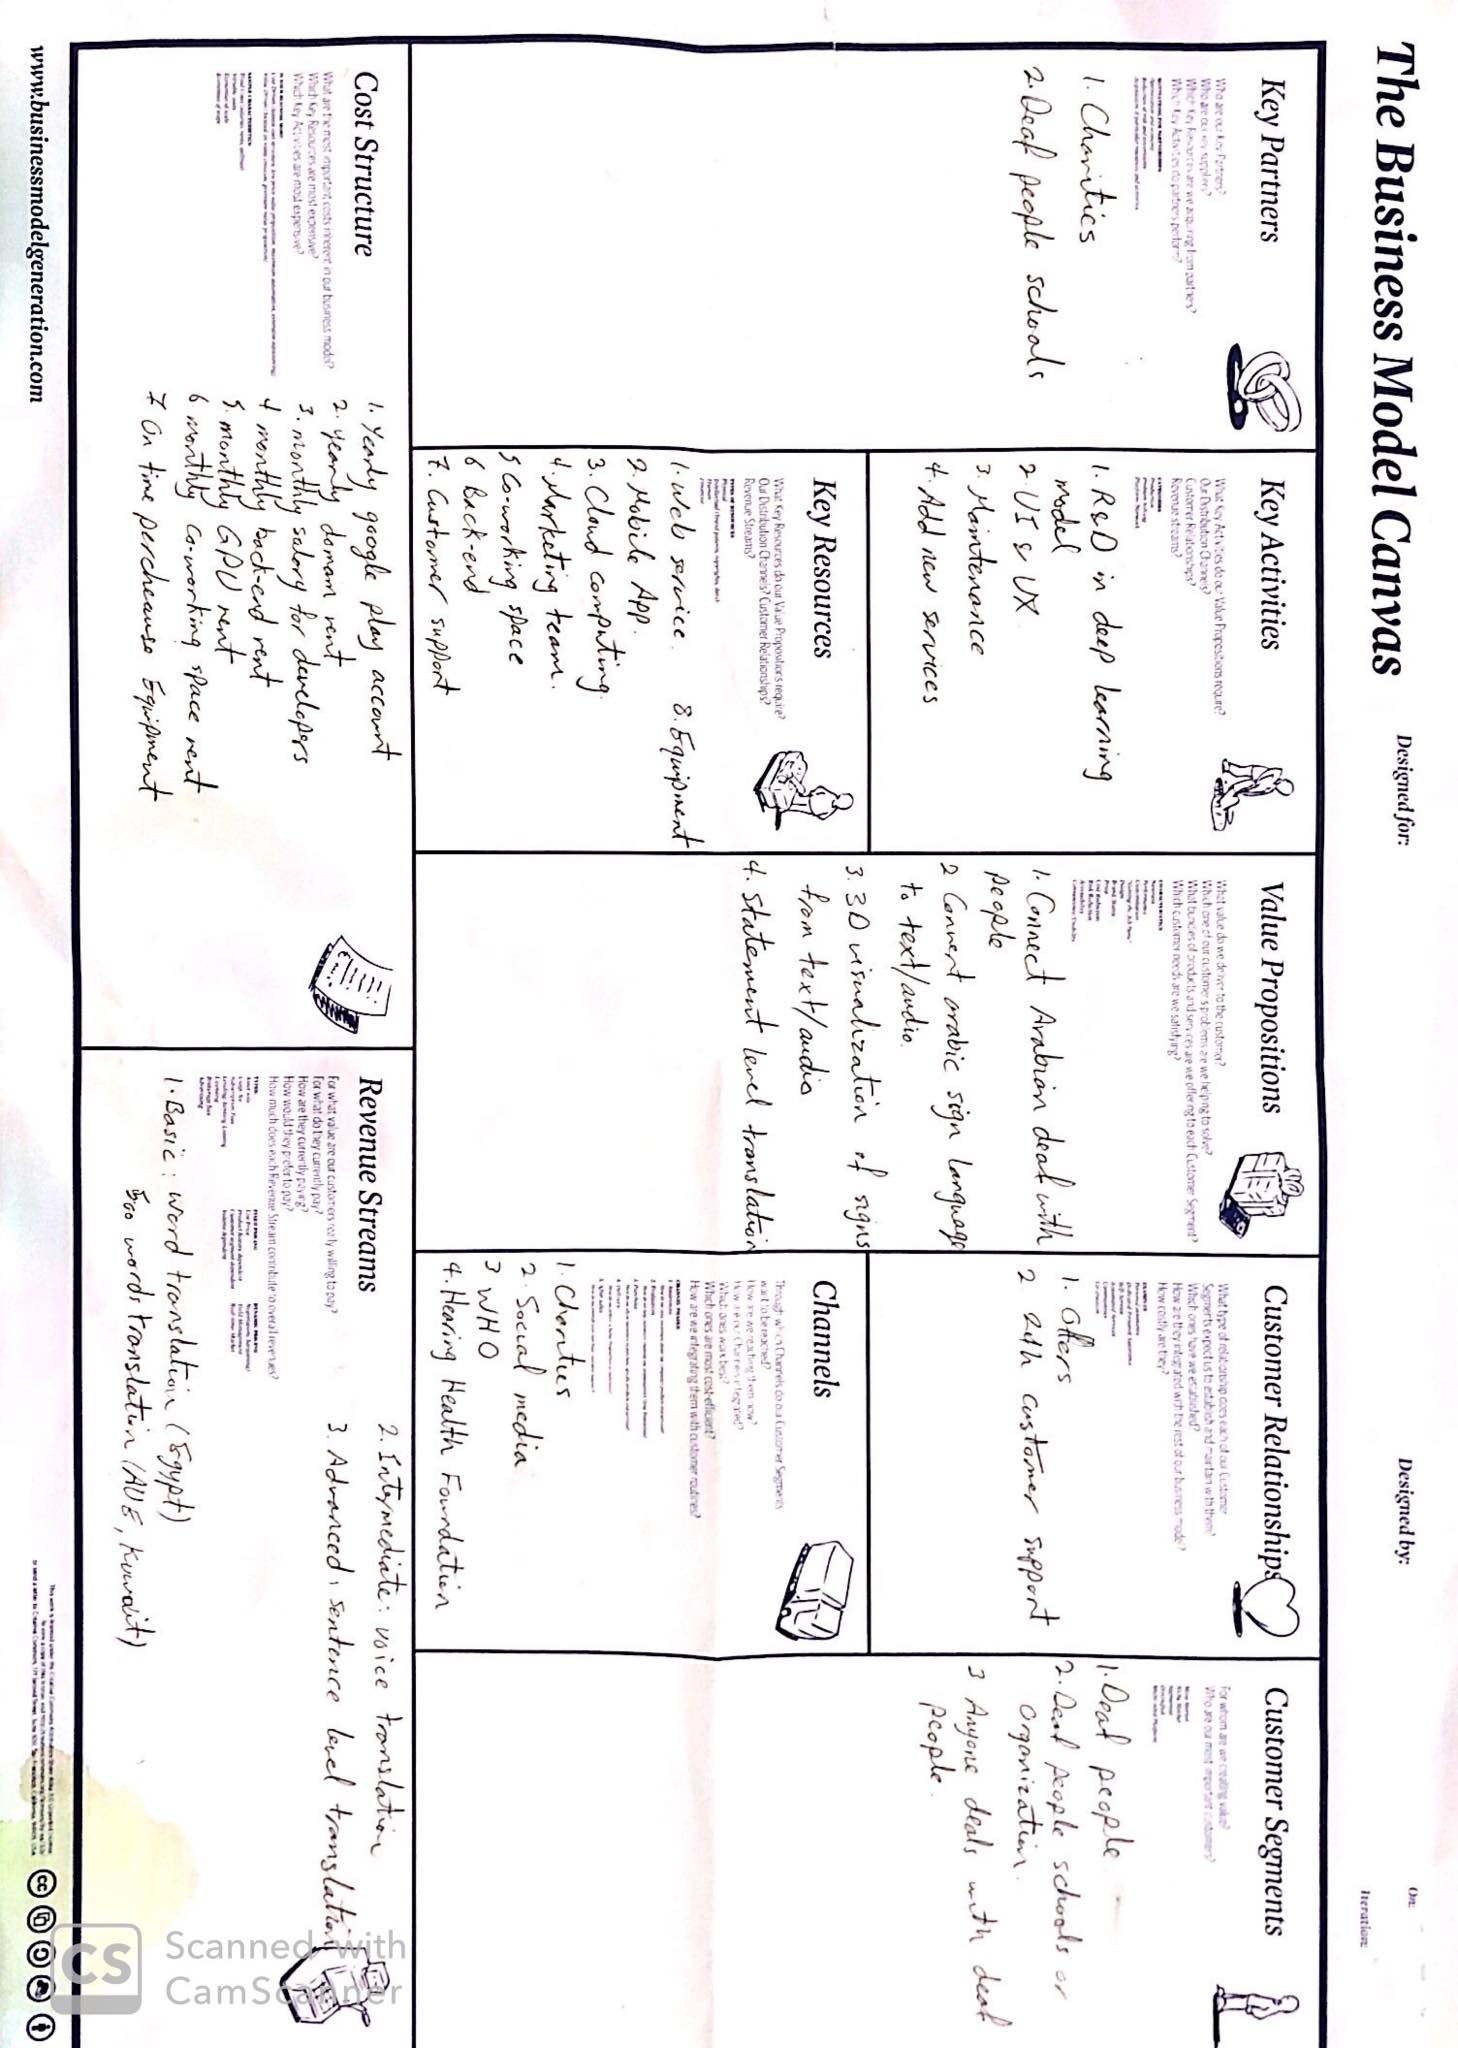 The Business Model Canvas
Designed for:
Designed by:
On:
Iteration:
Key Partners
Who are our Key Partners?
Who are our key suppliers?
Which Key Resources are we acquiring from partners?
Which Key Activities do partners perform?
1. Charities
2. Deaf people schools
Key Activities
What Key Activities do our Value Propositions require?
Our Distribution Channels?
Customer Relationships?
Revenue streams?
1. R&D in deep learning
model
2. UI & UX
3. Maintenance
4. Add new services
Key Resources
What Key Resources do our Value Propositions require?
Our Distribution Channels? Customer Relationships?
Revenue Streams?
1. Web service.
2. Mobile App.
3. Cloud computing.
4. Marketing team.
5 Co-working space
6 Back-end
7. Customer support
8. Equipment
Value Propositions
What value do we deliver to the customer?
Which one of our customer's problems are we helping to solve?
What bundles of products and services are we offering to each Customer Segment?
Which customer needs are we satisfying?
1. Connect Arabian deaf with
people
2 Convert arabic sign language
to text/audio.
3. 3D visualization of signs
from text/audio
4. Statement level translation
Customer Relationships
What type of relationship does each of our Customer
Segments expect us to establish and maintain with them?
Which ones have we established?
How are they integrated with the rest of our business model?
How costly are they?
1. Offers
2 24h customer support
Channels
Through which Channels do our Customer Segments
want to be reached?
How are we reaching them now?
How are our Channels integrated?
Which ones work best?
Which ones are most cost-efficient?
How are we integrating them with customer routines?
1. Charities
2. Social media
3 WHO
4. Hearing Health Foundation
Customer Segments
For whom are we creating value?
Who are our most important customers?
1. Deaf people
2. Deaf people schools or
organization.
3 Anyone deals with deaf
people.
Cost Structure
What are the most important costs inherent in our business model?
Which Key Resources are most expensive?
Which Key Activities are most expensive?
1. Yearly google play account
2. yearly domain rent
3. monthly salary for developers
4 monthly back-end rent
5. monthly GPU rent
6 monthly co-working space rent
7 On time percheause Equipment
Revenue Streams
For what value are our customers really willing to pay?
For what do they currently pay?
How are they currently paying?
How would they prefer to pay?
How much does each Revenue Stream contribute to overall revenues?
1. Basic: word translation (Egypt)
500 words translation (AUE, Kuwait)
2. Intermediate: voice translation
3. Advanced: sentence level translation
www.businessmodelgeneration.com
CS
Scanned with
CamScanner